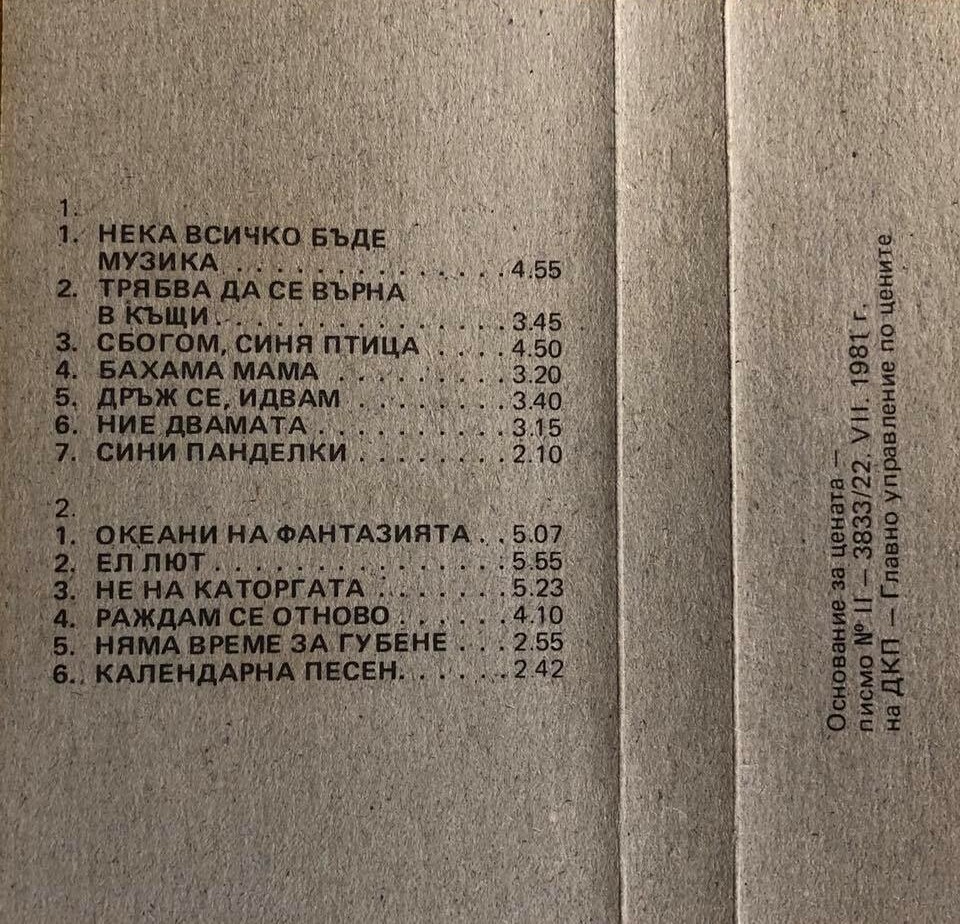 1.
1. НЕКА ВСИЧКО БЪДЕ
МУЗИКА . . . . . . . . . . . . . . 4.55
2. ТРЯБВА ДА СЕ ВЪРНА
В КЪЩИ. . . . . . . . . . . . . . . 3.45
3. СБОГОМ, СИНЯ ПТИЦА . . . . 4.50
4. БАХАМА МАМА . . . . . . . . . 3.20
5. ДРЪЖ СЕ, ИДВАМ . . . . . . . . 3.40
6. НИЕ ДВАМАТА . . . . . . . . . . 3.15
7. СИНИ ПАНДЕЛКИ . . . . . . . . 2.10
2.
1. ОКЕАНИ НА ФАНТАЗИЯТА . . 5.07
2. ЕЛ ЛЮТ . . . . . . . . . . . . . . . 5.55
3. НЕ НА КАТОРГАТА . . . . . . . 5.23
4. РАЖДАМ СЕ ОТНОВО . . . . . . 4.10
5. НЯМА ВРЕМЕ ЗА ГУБЕНЕ . . . 2.55
6. КАЛЕНДАРНА ПЕСЕН. . . . . . 2.42
Основание за цената —
писмо № II — 3833/22. VII. 1981 г.
на ДКП — Главно управление по цените